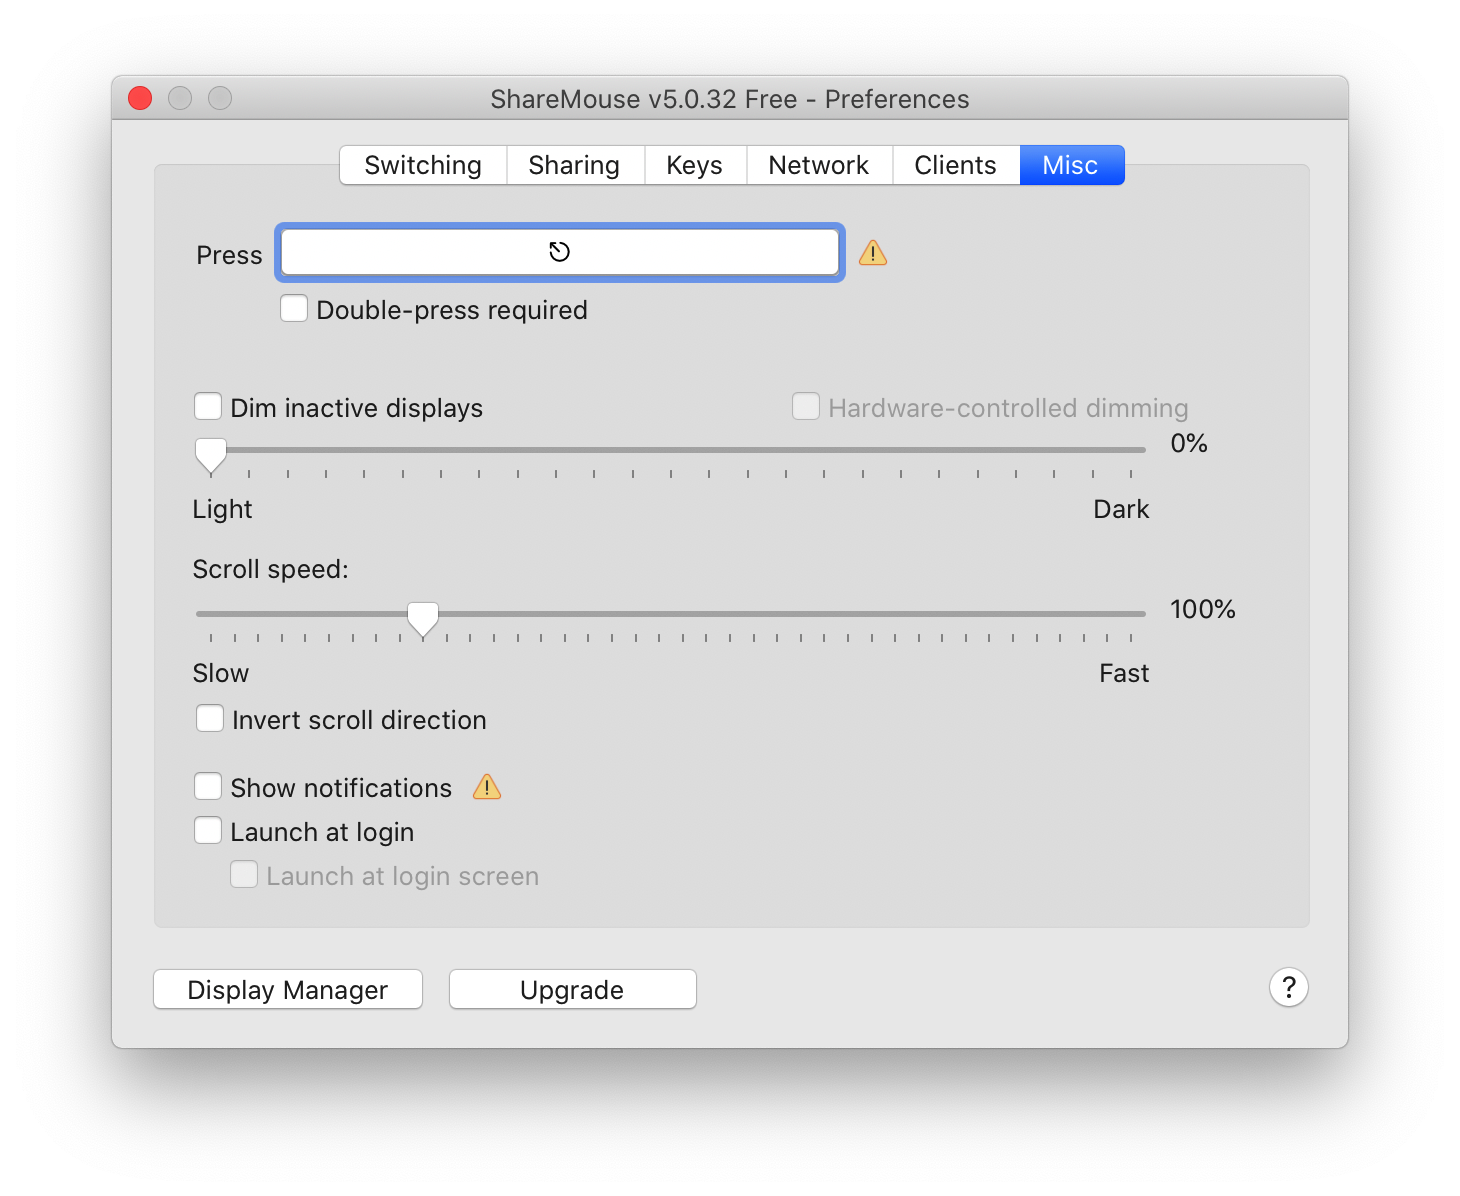 ShareMouse v5.0.32 Free - Preferences
Switching Sharing Keys Network Clients Misc
Press
Double-press required
Dim inactive displays Hardware-controlled dimming
0%
Light Dark
Scroll speed:
100%
Slow Fast
Invert scroll direction
Show notifications
Launch at login
Launch at login screen
Display Manager Upgrade ?